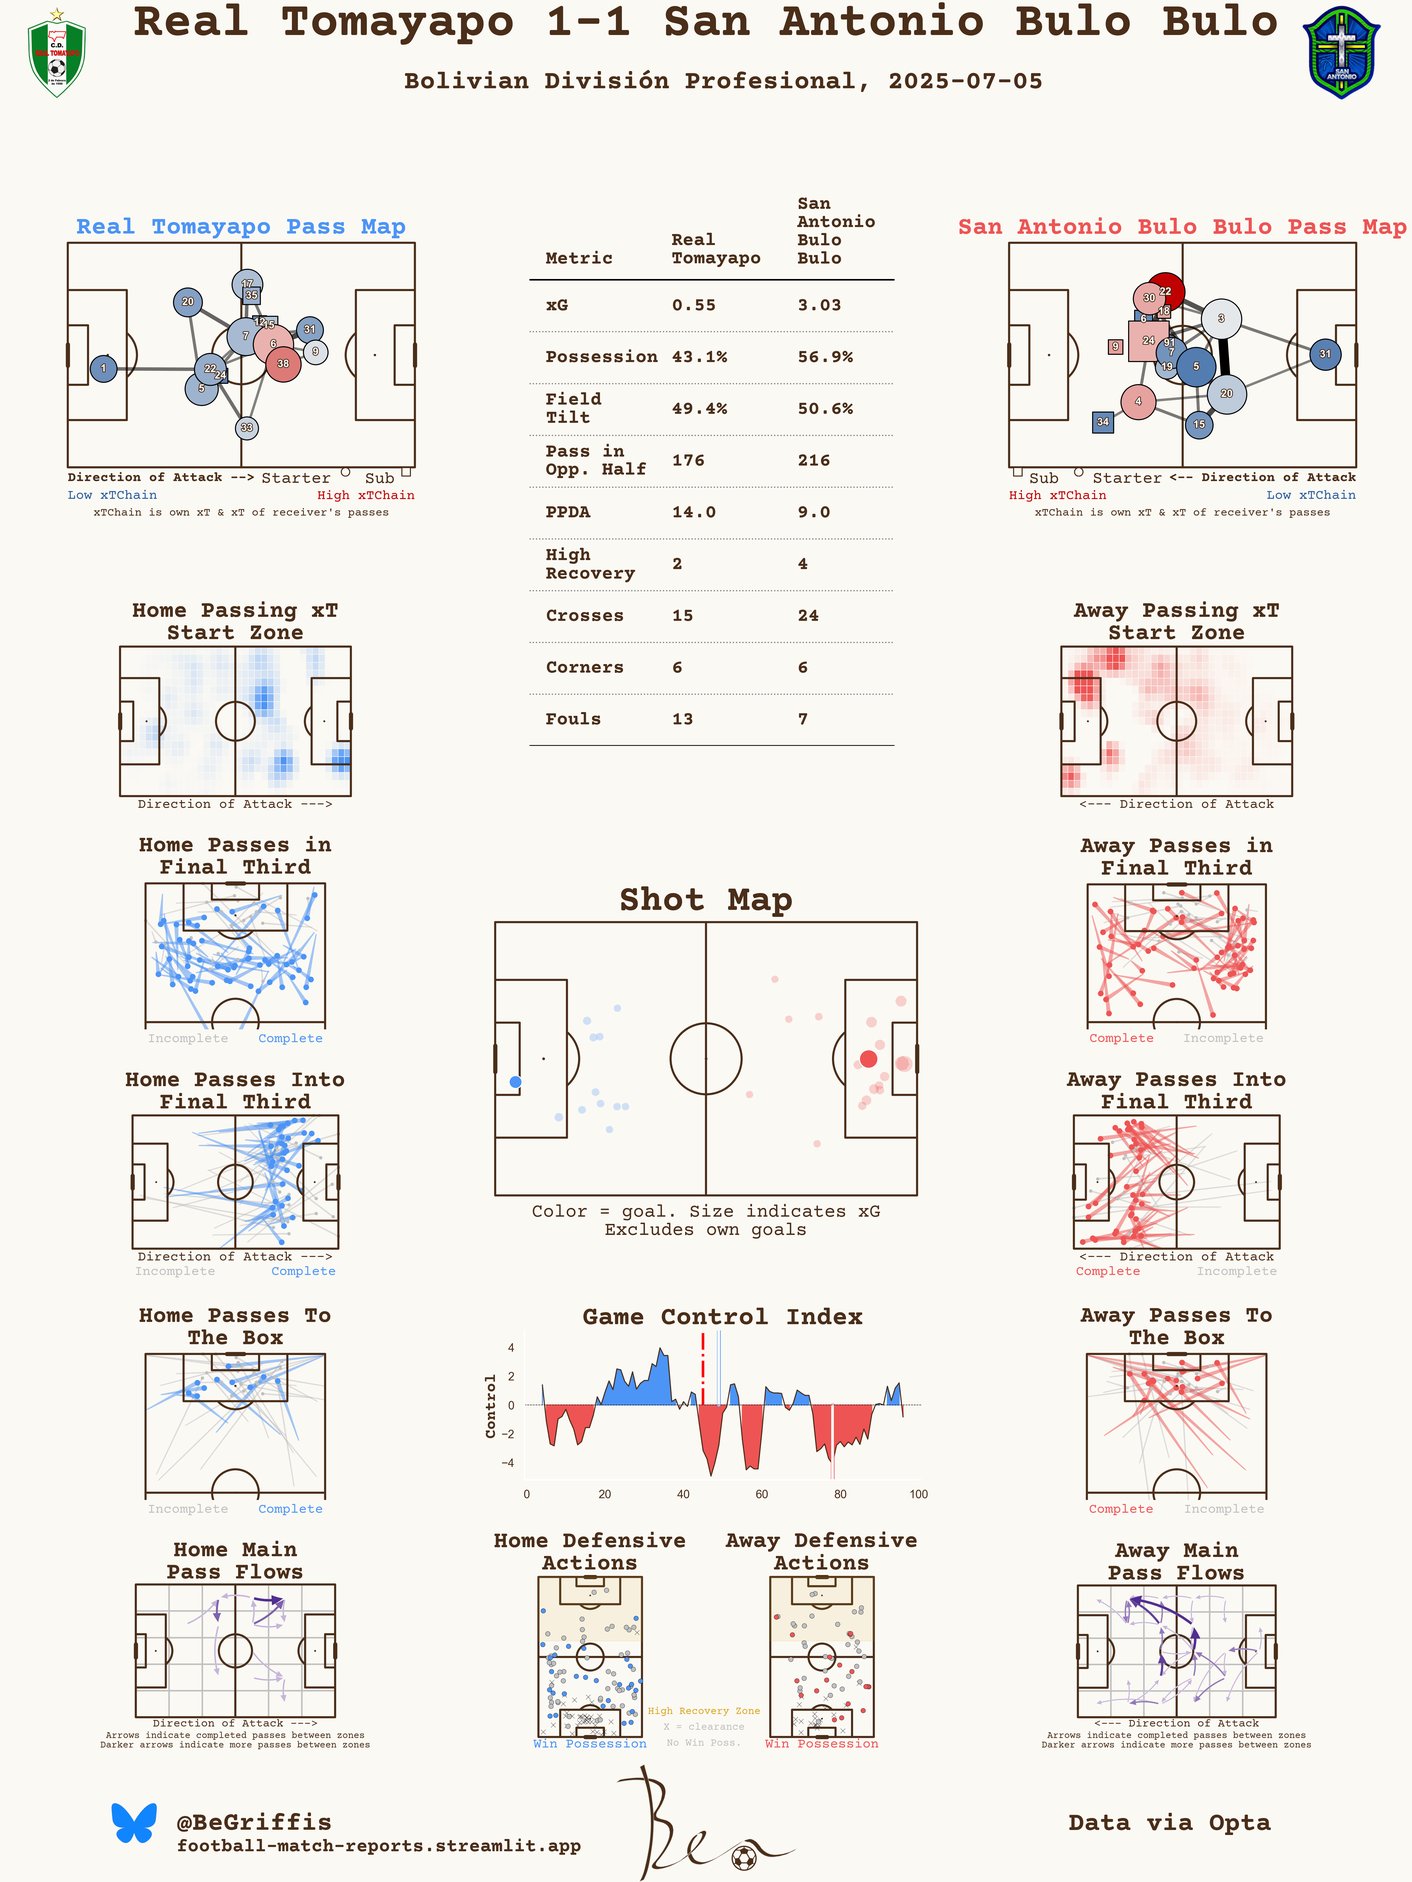 Real Tomayapo 1-1 San Antonio Bulo Bulo
Bolivian División Profesional, 2025-07-05
C.D.
REAL TOMAYAPO
SAN
ANTONIO
Real Tomayapo Pass Map
20
17
35
12
15
7
6
31
9
38
1
22
24
5
33
Direction of Attack --> Starter Sub
Low xTChain High xTChain
xTChain is own xT & xT of receiver's passes
Metric Real Tomayapo San Antonio Bulo Bulo
xG 0.55 3.03
Possession 43.1% 56.9%
Field Tilt 49.4% 50.6%
Pass in Opp. Half 176 216
PPDA 14.0 9.0
High Recovery 2 4
Crosses 15 24
Corners 6 6
Fouls 13 7
San Antonio Bulo Bulo Pass Map
22
30
18
6
3
24
9
91
7
31
19
5
20
4
34
15
Sub Starter <-- Direction of Attack
High xTChain Low xTChain
xTChain is own xT & xT of receiver's passes
Home Passing xT
Start Zone
Direction of Attack --->
Away Passing xT
Start Zone
<--- Direction of Attack
Home Passes in
Final Third
Incomplete Complete
Away Passes in
Final Third
Complete Incomplete
Shot Map
Color = goal. Size indicates xG
Excludes own goals
Home Passes Into
Final Third
Direction of Attack --->
Incomplete Complete
Away Passes Into
Final Third
<--- Direction of Attack
Complete Incomplete
Home Passes To
The Box
Incomplete Complete
Game Control Index
Control
4
2
0
−2
−4
0 20 40 60 80 100
Away Passes To
The Box
Complete Incomplete
Home Main
Pass Flows
Direction of Attack --->
Arrows indicate completed passes between zones
Darker arrows indicate more passes between zones
Home Defensive
Actions
Win Possession
Away Defensive
Actions
Win Possession
High Recovery Zone
X = clearance
No Win Poss.
Away Main
Pass Flows
<--- Direction of Attack
Arrows indicate completed passes between zones
Darker arrows indicate more passes between zones
@BeGriffis
football-match-reports.streamlit.app
Ben
Data via Opta